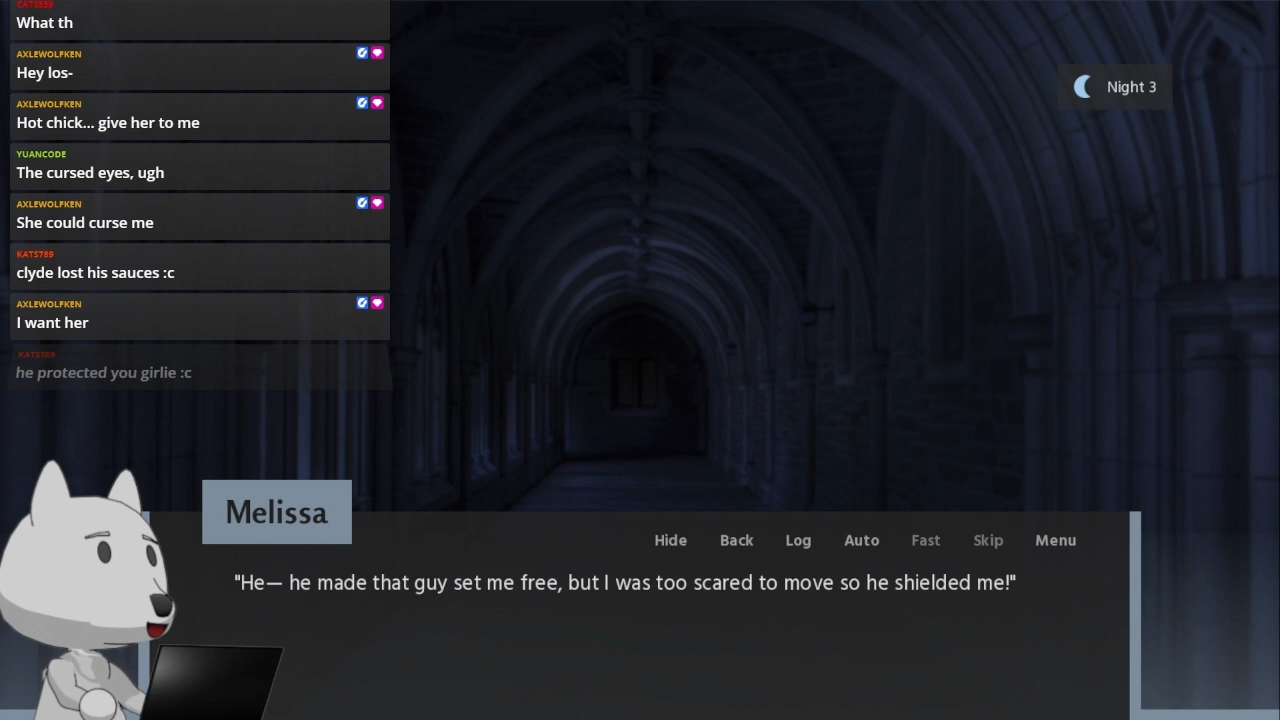 CATS559
What th
AXLEWOLFKEN
Hey los-
AXLEWOLFKEN
Hot chick... give her to me
YUANCODE
The cursed eyes, ugh
AXLEWOLFKEN
She could curse me
KATS789
clyde lost his sauces :c
AXLEWOLFKEN
I want her
KATS789
he protected you girlie :c
Night 3
Melissa
Hide Back Log Auto Fast Skip Menu
"He— he made that guy set me free, but I was too scared to move so he shielded me!"